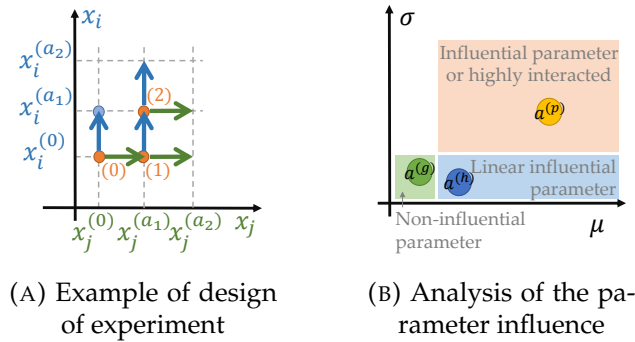 x_i
x_i^(a_2)
x_i^(a_1)
x_i^(0)
(2)
(0)
(1)
x_j^(0) x_j^(a_1) x_j^(a_2) x_j
(A) Example of design
of experiment
σ
Influential parameter
or highly interacted
a^(p)
a^(g)
a^(h)
Linear influential
parameter
Non-influential
parameter
μ
(B) Analysis of the pa-
rameter influence